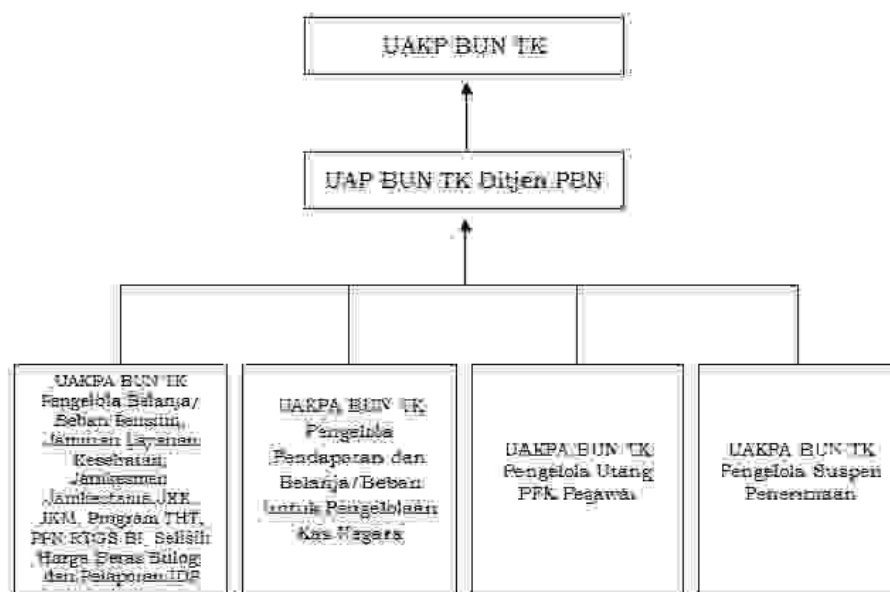 UAKP BUN TK
UAP BUN TK Ditjen PBN
UAKPA BUN TK
Pengelola Belanja/
Beban Pensiun,
Jaminan Layanan
Kesehatan,
Jamkesmen
Jamkestama, JKK,
JKM, Program THT,
PPN RTGS BI, Selisih
Harga Beras Bulog
dan Pelaporan
UAKPA BUN TK
Pengelola
Pendapatan dan
Belanja/Beban
untuk Pengelolaan
Kas Negara
UAKPA BUN TK
Pengelola Utang
PFK Pegawai
UAKPA BUN TK
Pengelola Suspen
Penerimaan